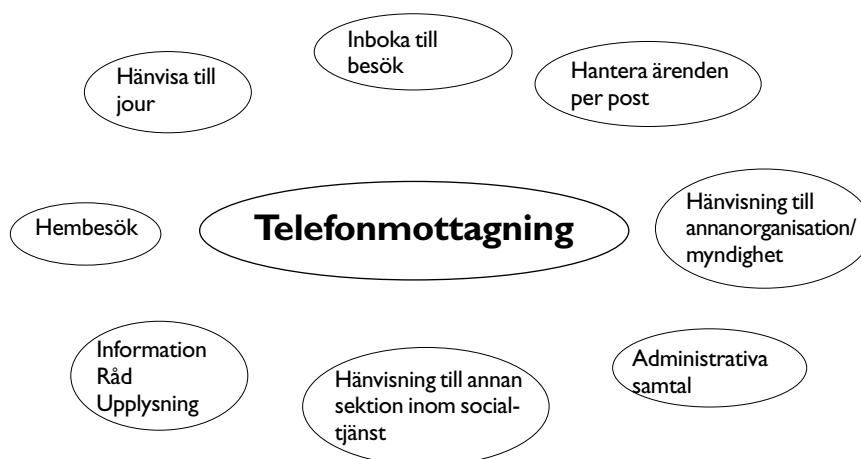 Inboka till
besök
Hänvisa till
jour
Hantera ärenden
per post
Hembesök
Telefonmottagning
Hänvisning till
annanorganisation/
myndighet
Information
Råd
Upplysning
Hänvisning till annan
sektion inom social-
tjänst
Administrativa
samtal